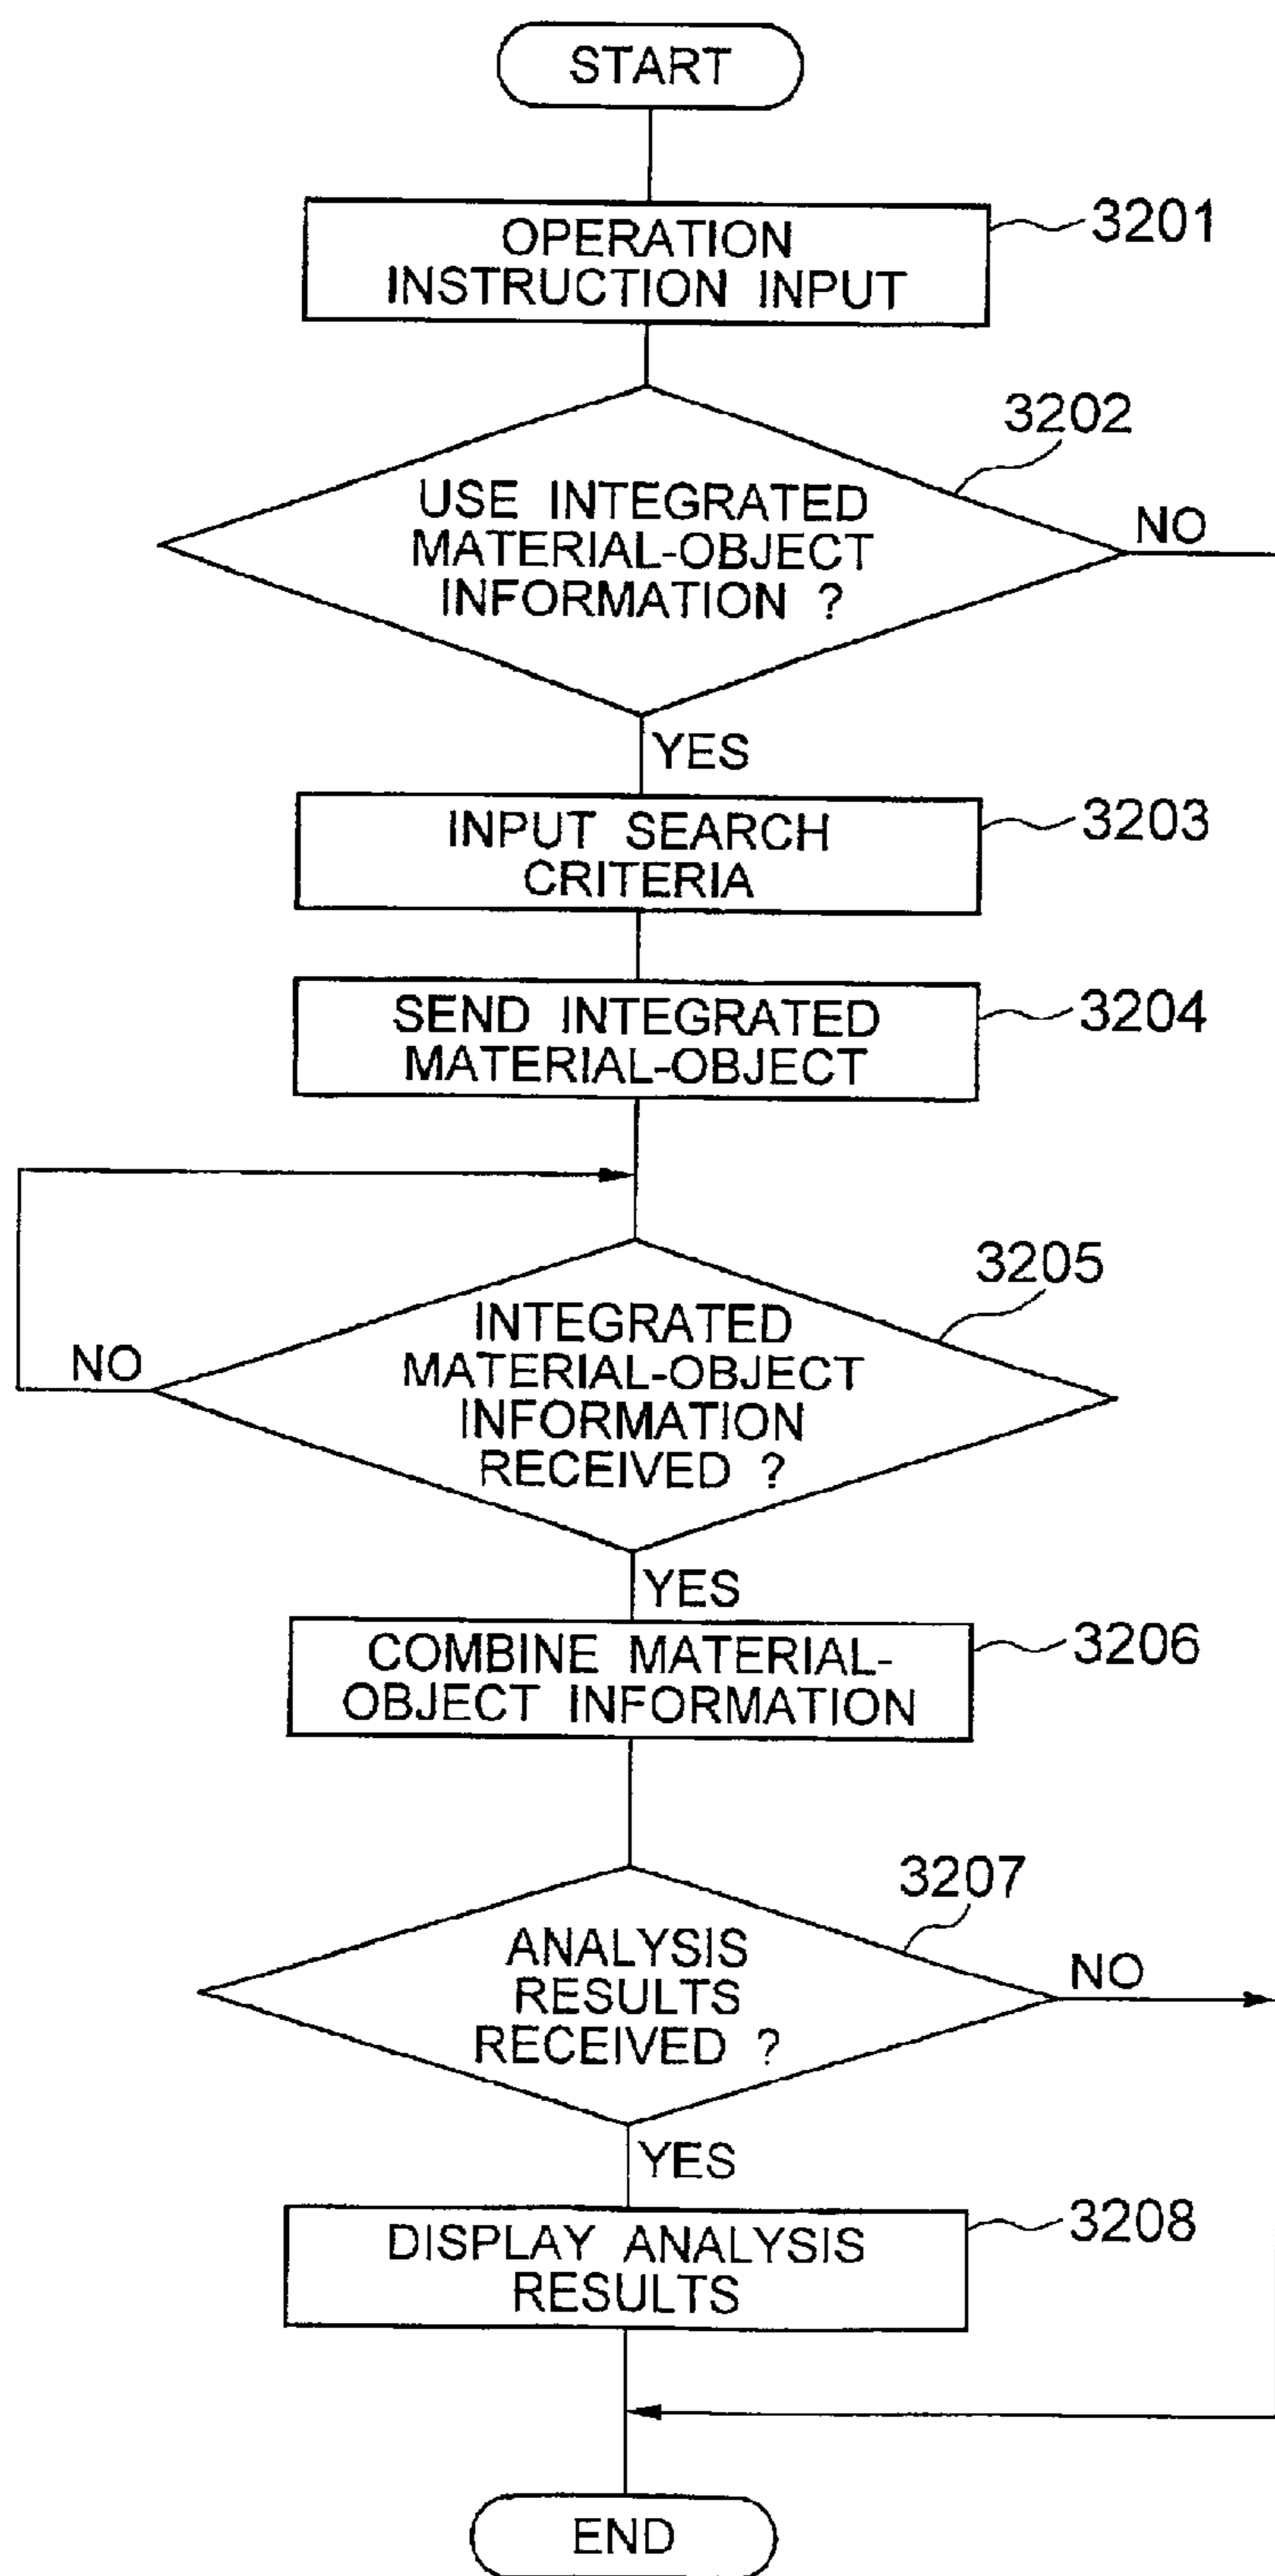 START
OPERATION
INSTRUCTION INPUT
3201
3202
USE INTEGRATED
MATERIAL-OBJECT
INFORMATION ?
NO
YES
INPUT SEARCH
CRITERIA
3203
SEND INTEGRATED
MATERIAL-OBJECT
3204
3205
INTEGRATED
MATERIAL-OBJECT
INFORMATION
RECEIVED ?
NO
YES
COMBINE MATERIAL-
OBJECT INFORMATION
3206
3207
ANALYSIS
RESULTS
RECEIVED ?
NO
YES
DISPLAY ANALYSIS
RESULTS
3208
END